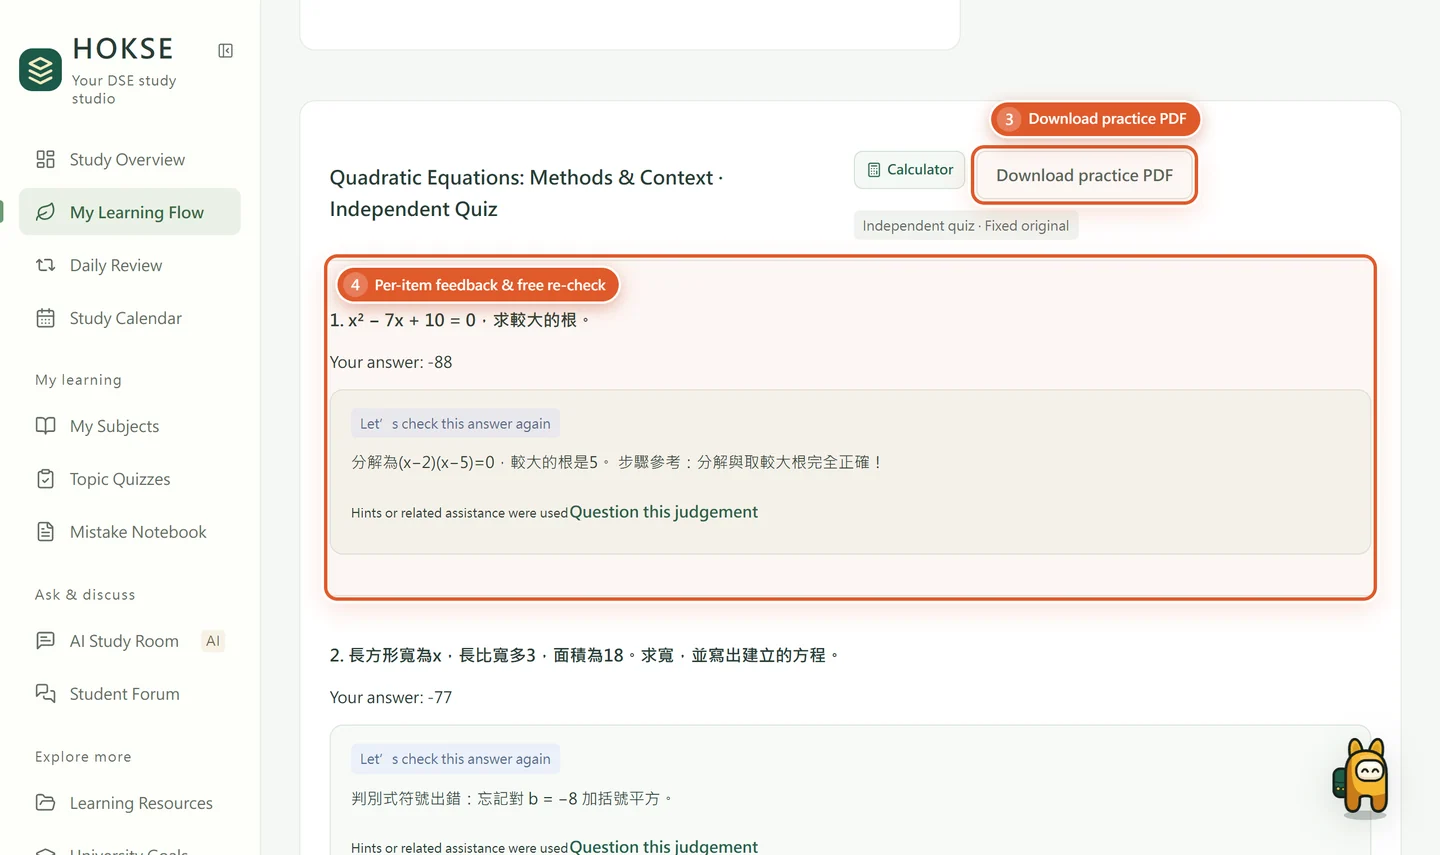 HOKSE
Your DSE study
studio
Study Overview
My Learning Flow
Daily Review
Study Calendar
My learning
My Subjects
Topic Quizzes
Mistake Notebook
Ask & discuss
AI Study Room AI
Student Forum
Explore more
Learning Resources
University Goals
3 Download practice PDF
Quadratic Equations: Methods & Context ·
Independent Quiz
Calculator
Download practice PDF
Independent quiz · Fixed original
4 Per-item feedback & free re-check
1. x² − 7x + 10 = 0，求較大的根。
Your answer: -88
Let’s check this answer again
分解為(x−2)(x−5)=0，較大的根是5。 步驟參考：分解與取較大根完全正確！
Hints or related assistance were used Question this judgement
2. 長方形寬為x，長比寬多3，面積為18。求寬，並寫出建立的方程。
Your answer: -77
Let’s check this answer again
判別式符號出錯：忘記對 b = −8 加括號平方。
Hints or related assistance were used Question this judgement